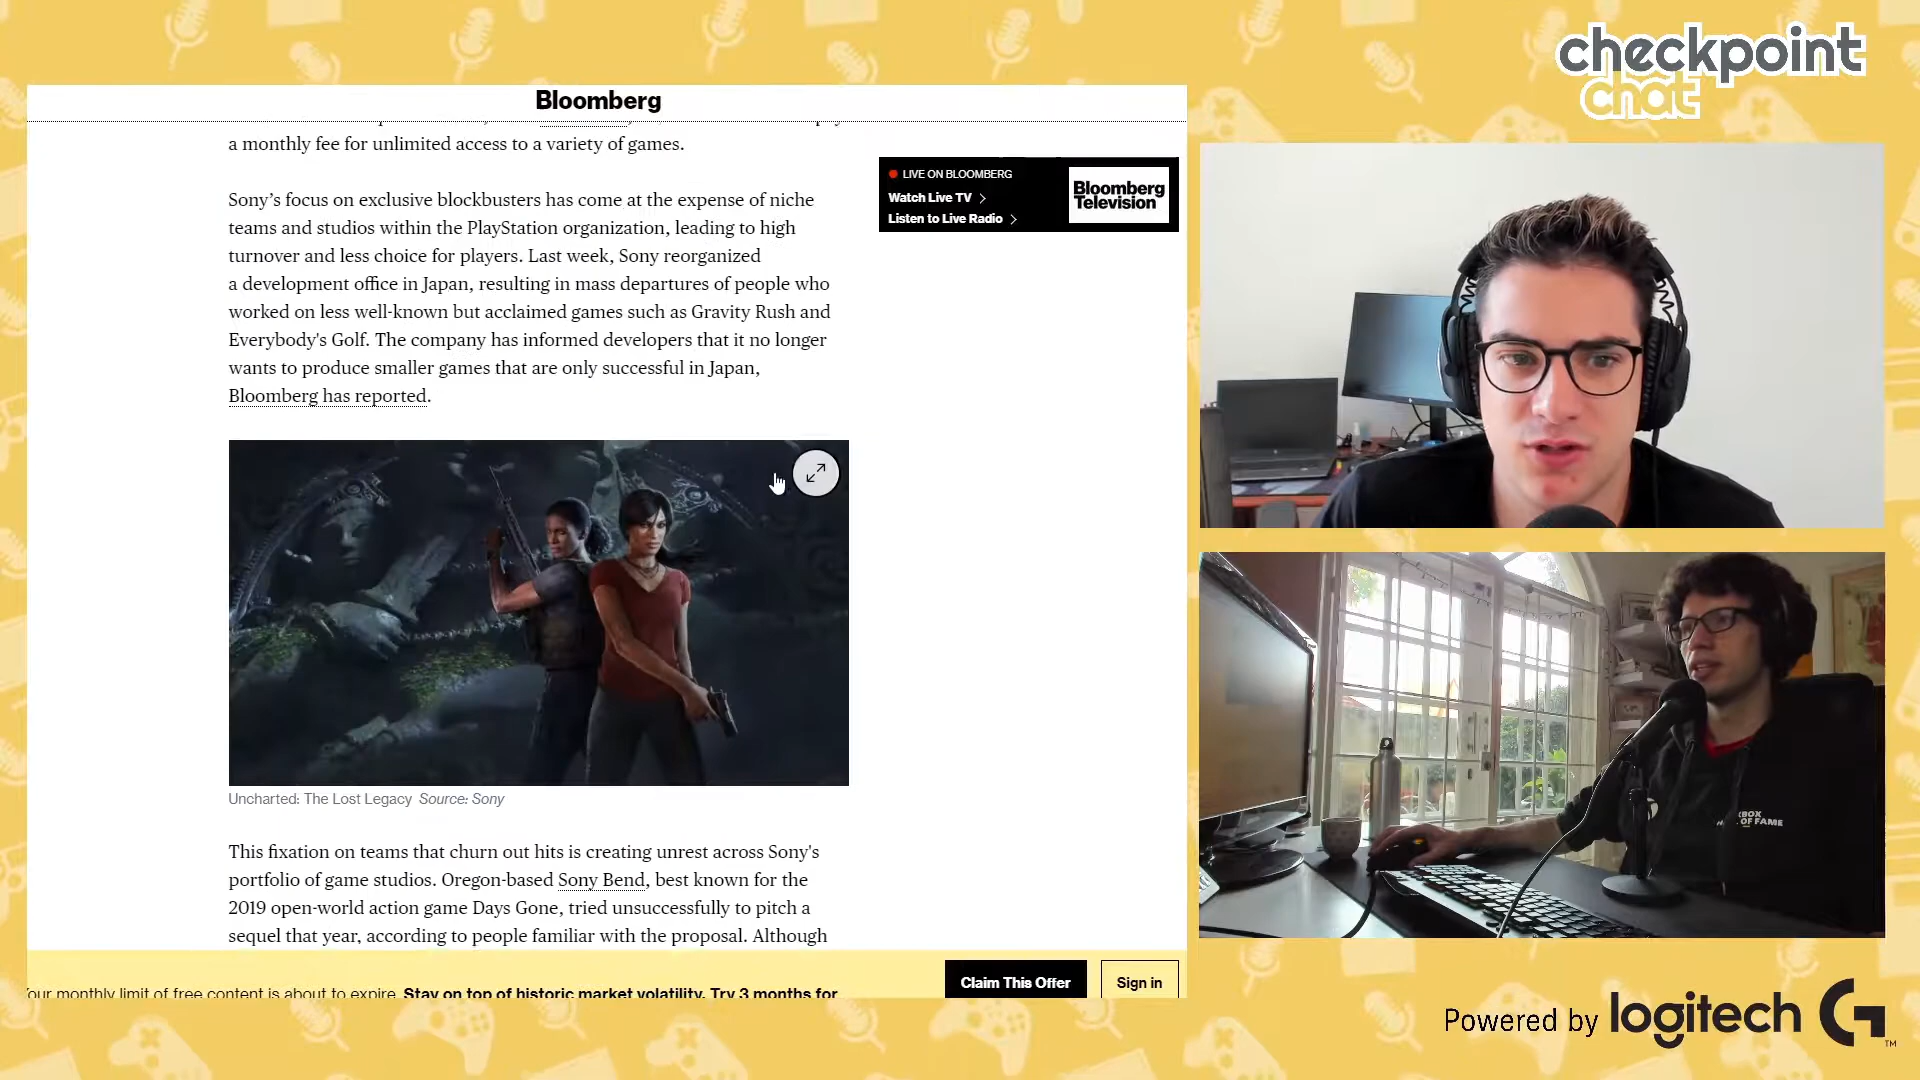 checkpoint
chat
Bloomberg
a monthly fee for unlimited access to a variety of games.
Sony’s focus on exclusive blockbusters has come at the expense of niche
teams and studios within the PlayStation organization, leading to high
turnover and less choice for players. Last week, Sony reorganized
a development office in Japan, resulting in mass departures of people who
worked on less well-known but acclaimed games such as Gravity Rush and
Everybody's Golf. The company has informed developers that it no longer
wants to produce smaller games that are only successful in Japan,
Bloomberg has reported.
LIVE ON BLOOMBERG
Watch Live TV
Listen to Live Radio
Bloomberg
Television
Uncharted: The Lost Legacy Source: Sony
This fixation on teams that churn out hits is creating unrest across Sony's
portfolio of game studios. Oregon-based Sony Bend, best known for the
2019 open-world action game Days Gone, tried unsuccessfully to pitch a
sequel that year, according to people familiar with the proposal. Although
Your monthly limit of free content is about to expire. Stay on top of historic market volatility. Try 3 months for
Claim This Offer
Sign in
XBOX
OF FAME
Powered by logitech G
TM